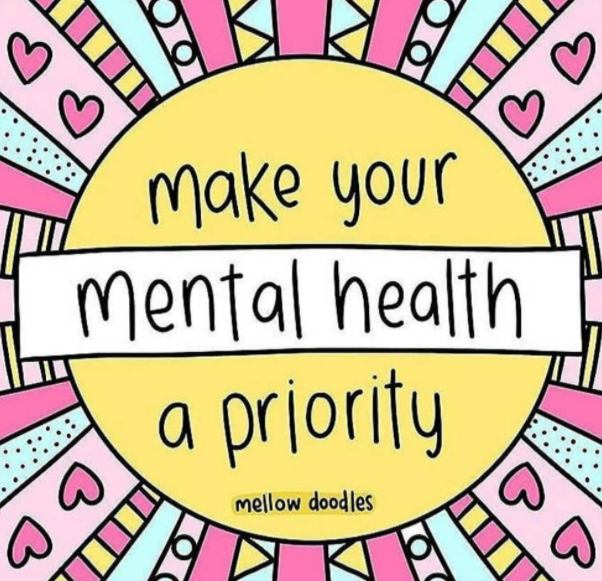 make your
mental health
a priority
mellow doodles